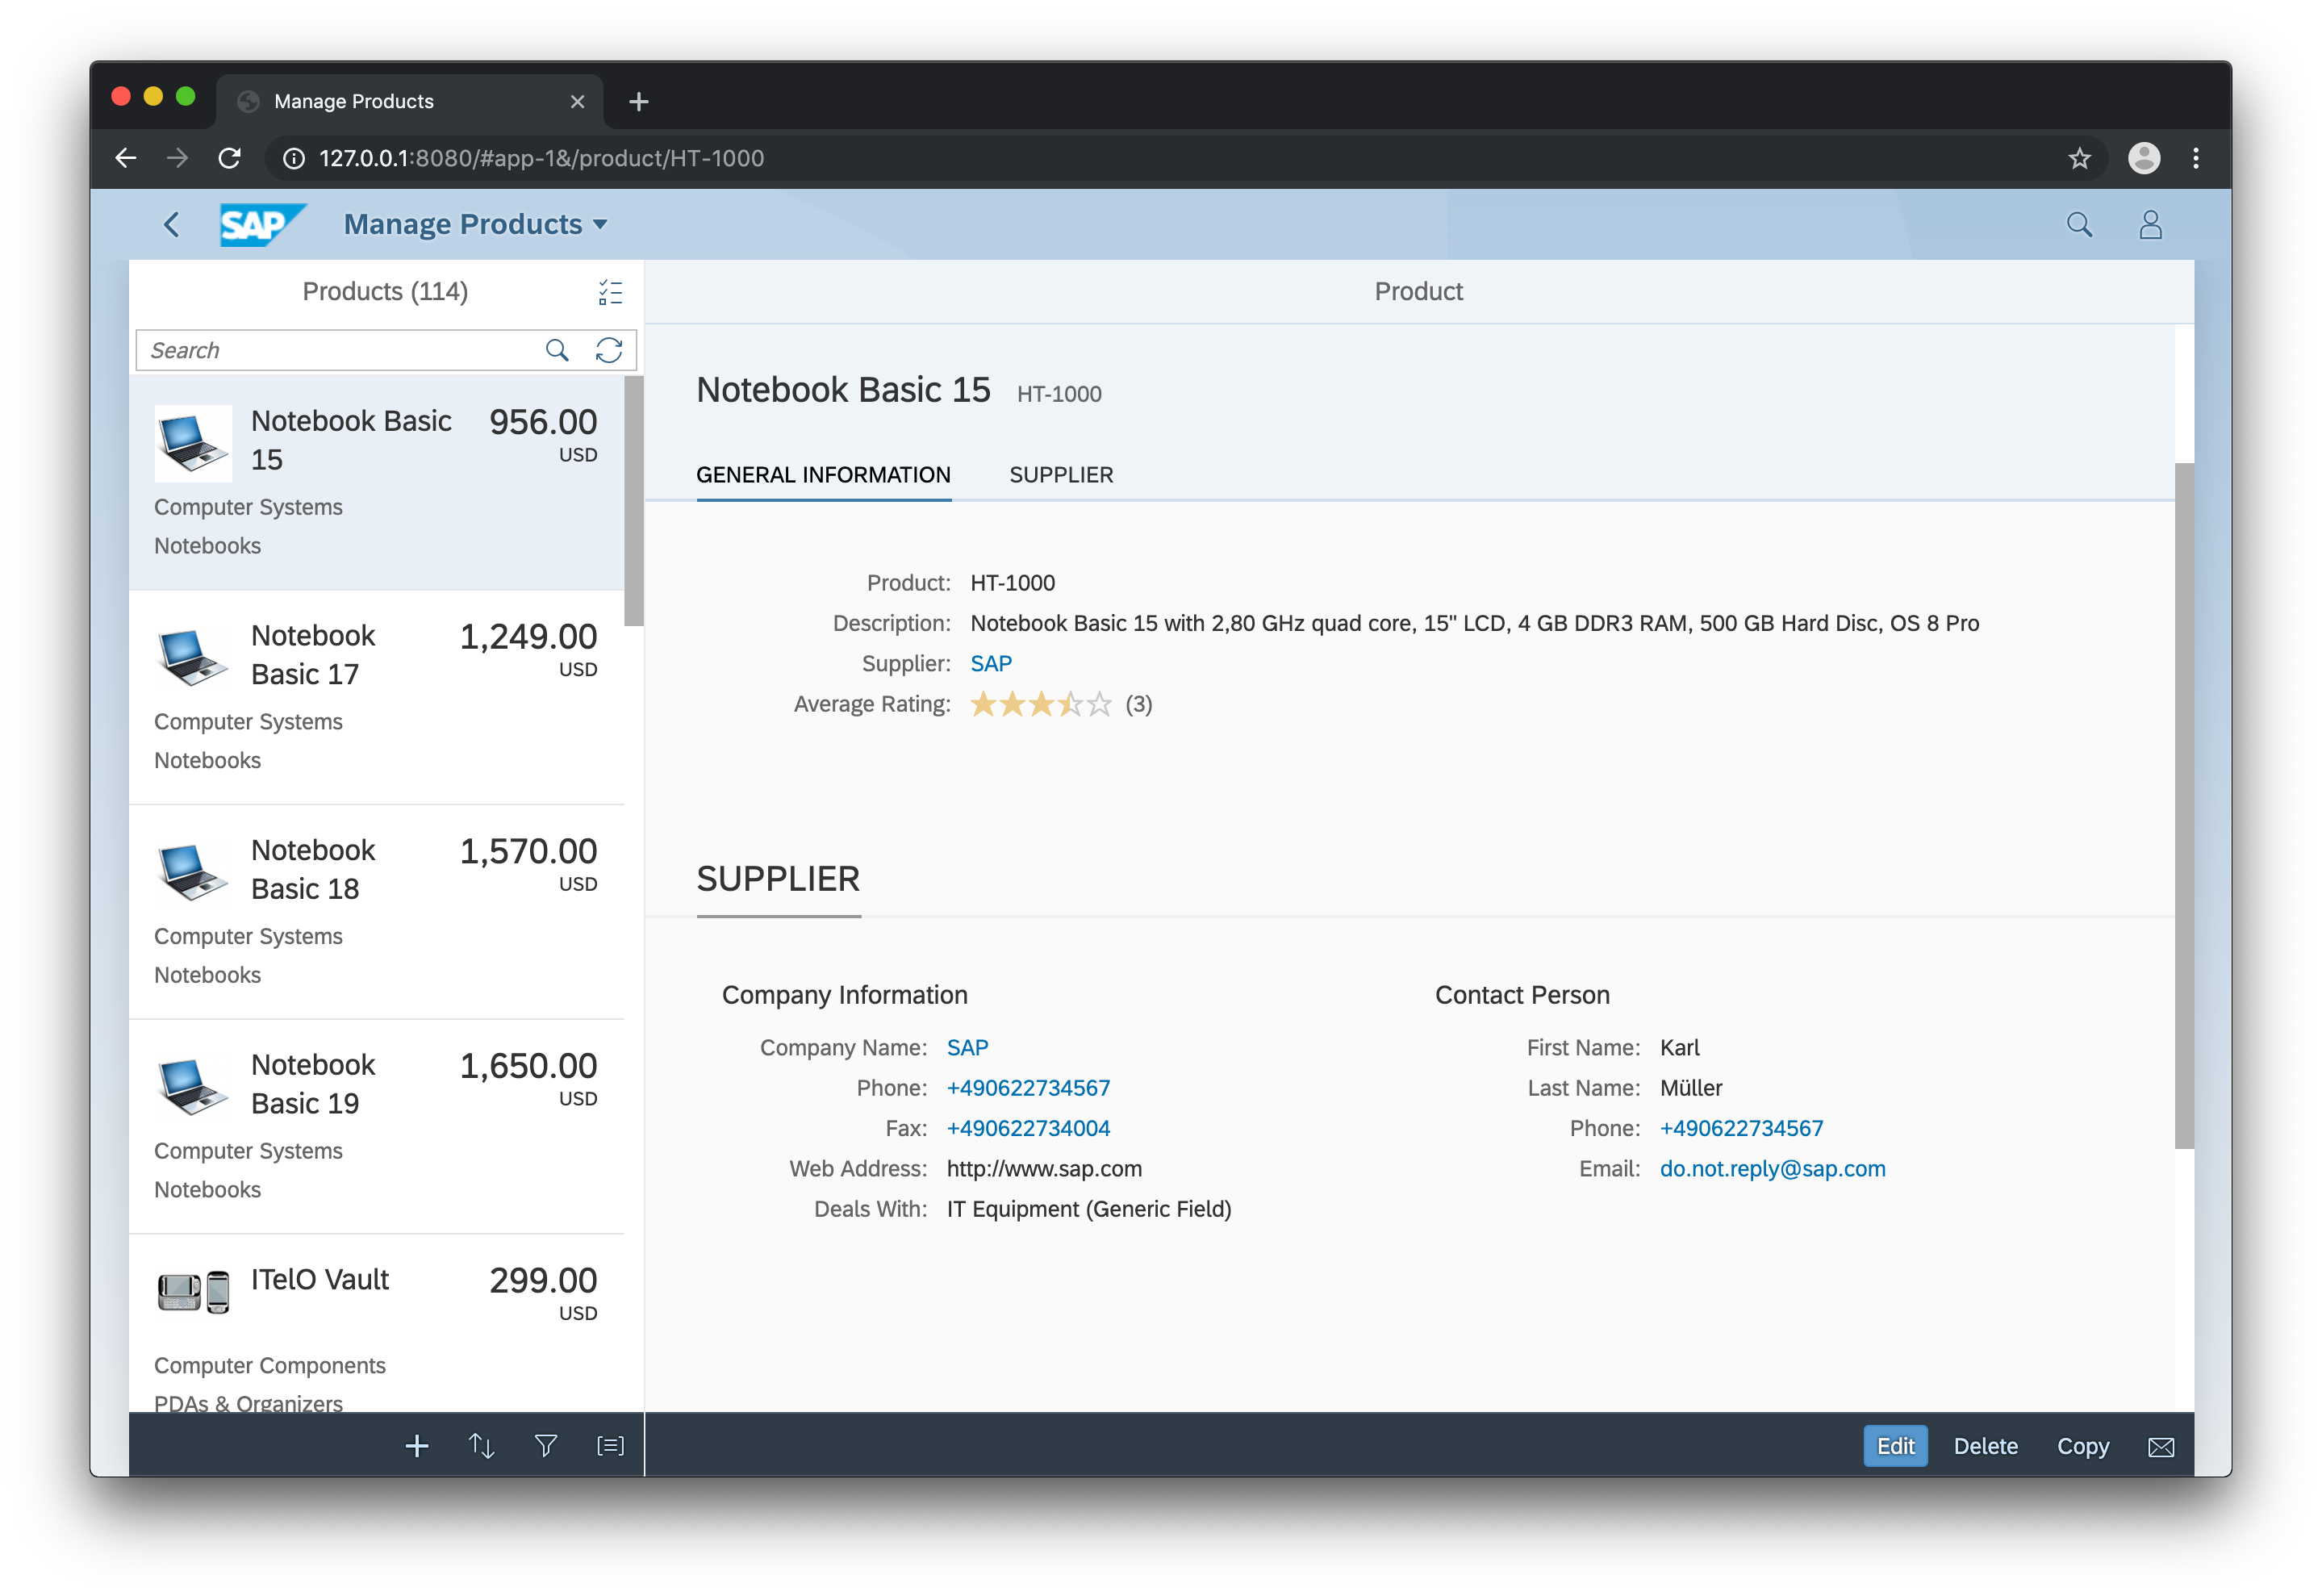 Manage Products
127.0.0.1:8080/#app-1&/product/HT-1000
SAP
Manage Products
Products (114)
Search
Notebook Basic 15
956.00
USD
Computer Systems
Notebooks
Notebook Basic 17
1,249.00
USD
Computer Systems
Notebooks
Notebook Basic 18
1,570.00
USD
Computer Systems
Notebooks
Notebook Basic 19
1,650.00
USD
Computer Systems
Notebooks
ITelO Vault
299.00
USD
Computer Components
PDAs & Organizers
Product
Notebook Basic 15 HT-1000
GENERAL INFORMATION SUPPLIER
Product: HT-1000
Description: Notebook Basic 15 with 2,80 GHz quad core, 15" LCD, 4 GB DDR3 RAM, 500 GB Hard Disc, OS 8 Pro
Supplier: SAP
Average Rating: (3)
SUPPLIER
Company Information
Company Name: SAP
Phone: +490622734567
Fax: +490622734004
Web Address: http://www.sap.com
Deals With: IT Equipment (Generic Field)
Contact Person
First Name: Karl
Last Name: Müller
Phone: +490622734567
Email: do.not.reply@sap.com
Edit Delete Copy